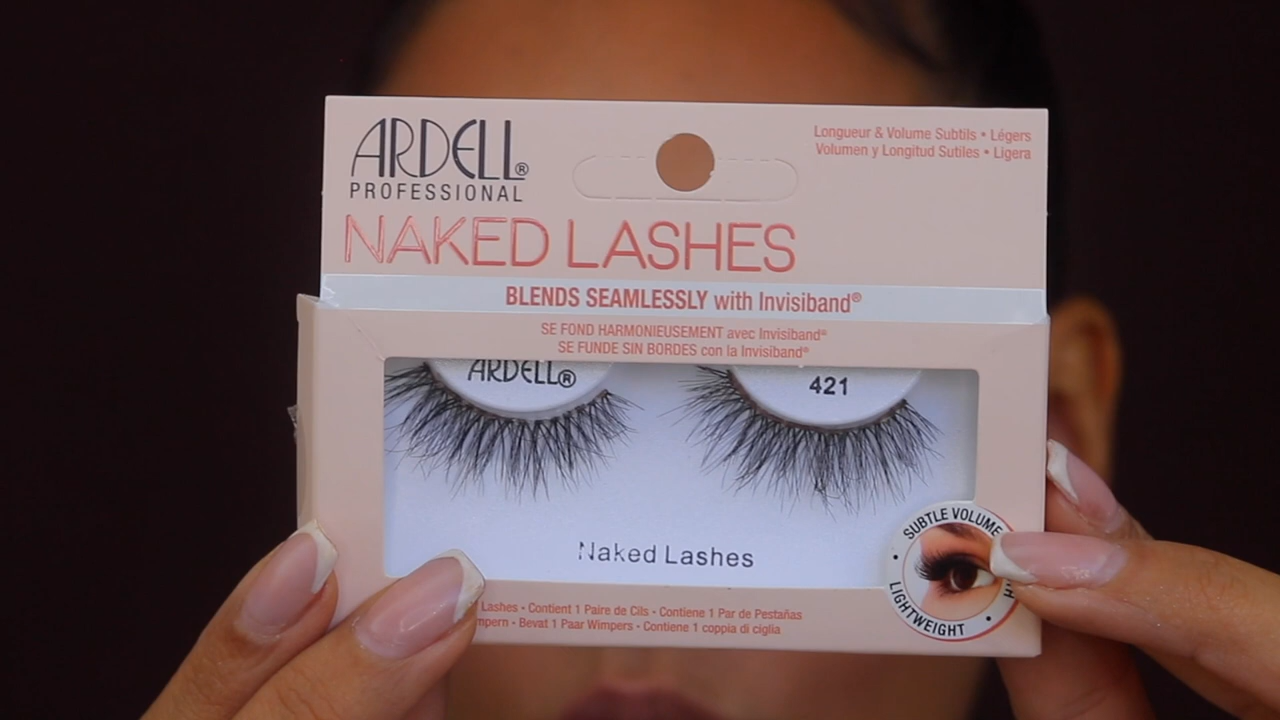 ARDELL®
PROFESSIONAL
Longueur & Volume Subtils • Légers
Volumen y Longitud Sutiles • Ligera
NAKED LASHES
BLENDS SEAMLESSLY with Invisiband®
SE FOND HARMONIEUSEMENT avec Invisiband®
SE FUNDE SIN BORDES con la Invisiband®
ARDELL®
421
Naked Lashes
SUBTLE VOLUME
LIGHTWEIGHT
Lashes • Contient 1 Paire de Cils • Contiene 1 Par de Pestañas
• Bevat 1 Paar Wimpers • Contiene 1 coppia di ciglia